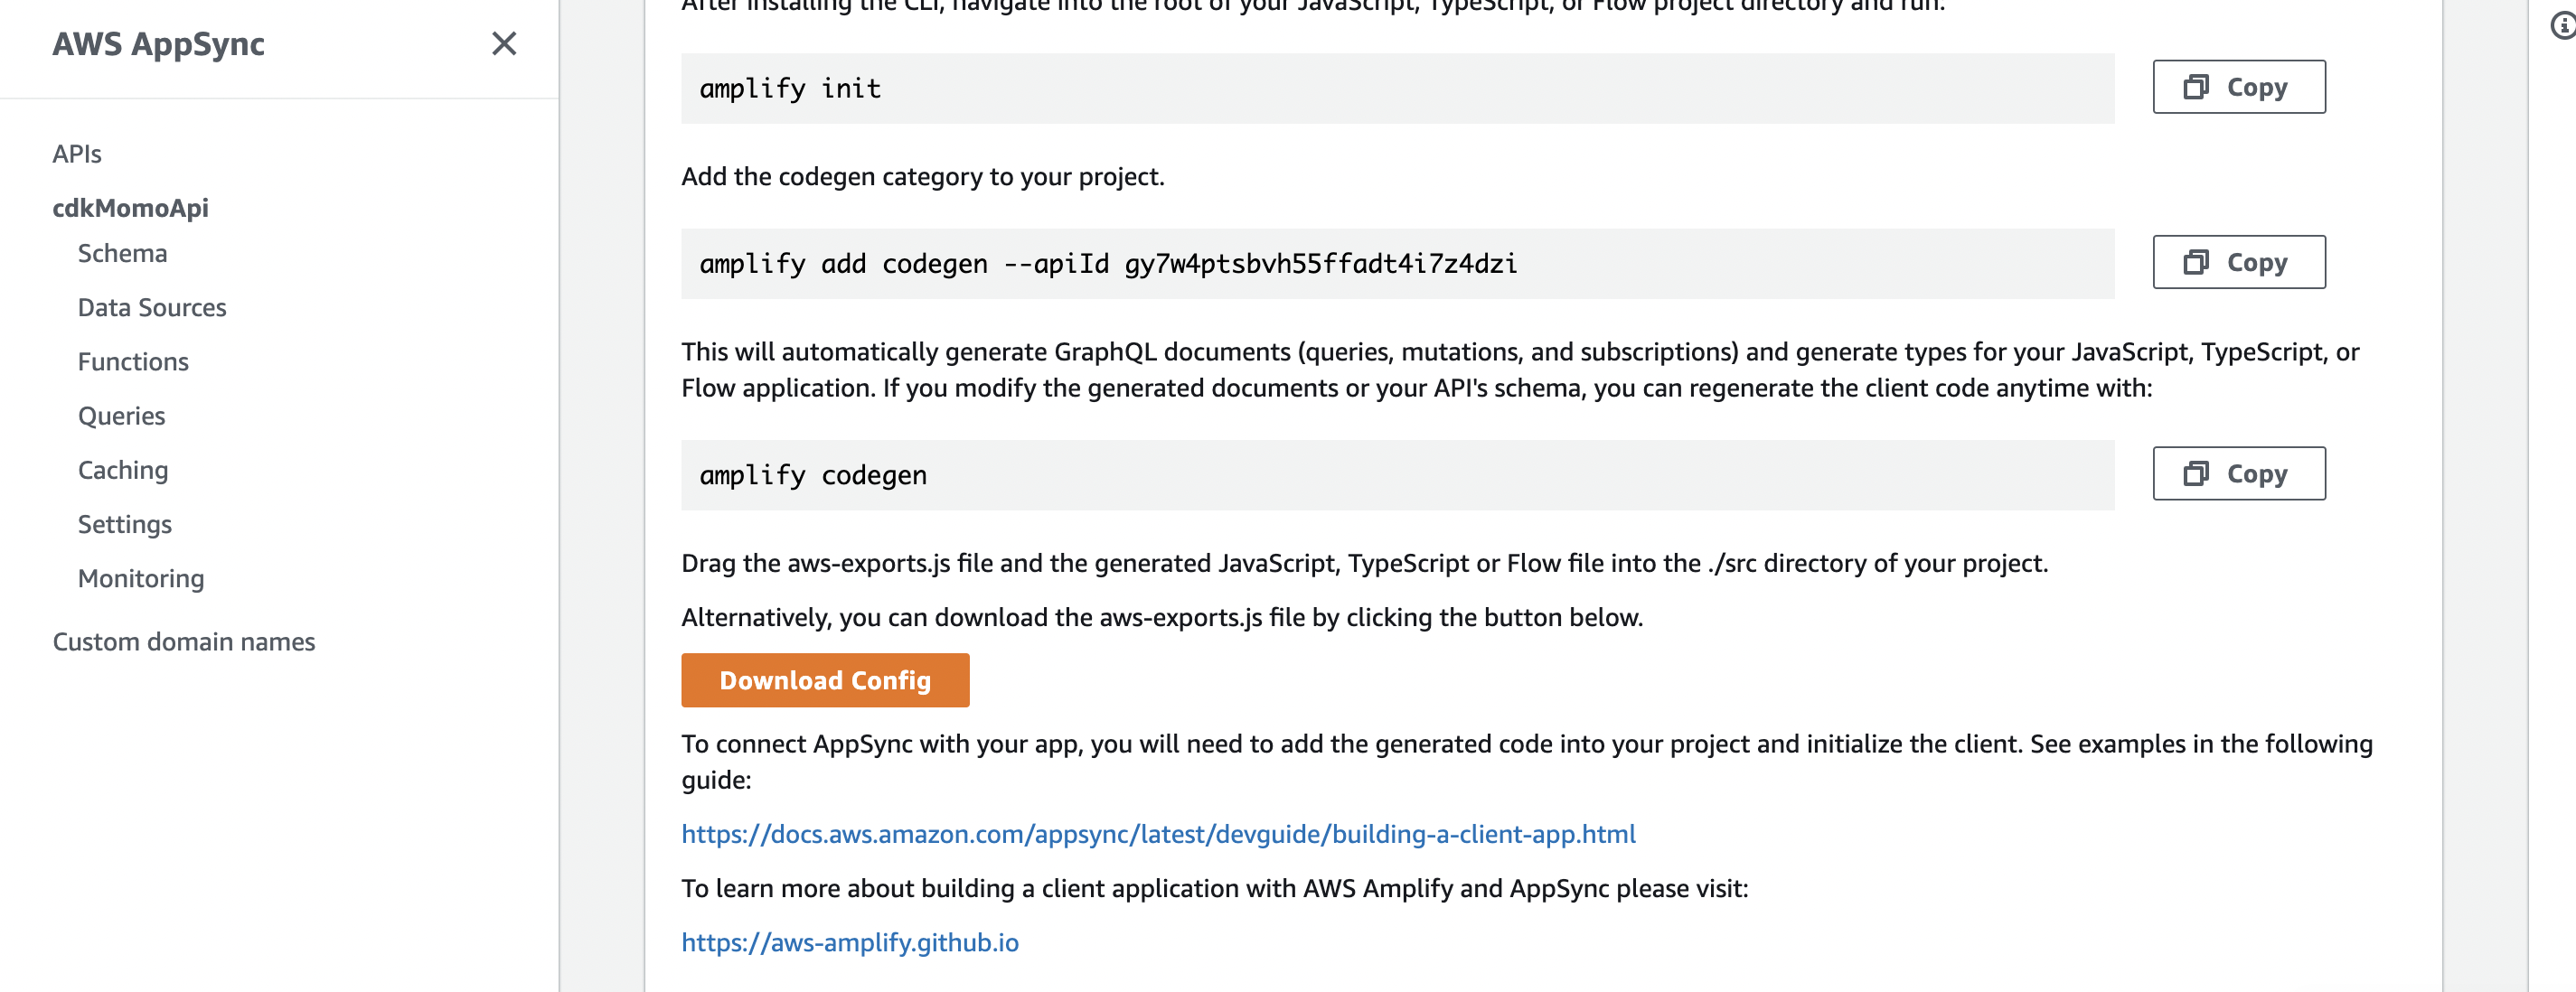 AWS AppSync
APIs
cdkMomoApi
Schema
Data Sources
Functions
Queries
Caching
Settings
Monitoring
Custom domain names
After installing the CLI, navigate into the root of your JavaScript, TypeScript, or Flow project directory and run:
amplify init
Copy
Add the codegen category to your project.
amplify add codegen --apiId gy7w4ptsbvh55ffadt4i7z4dzi
Copy
This will automatically generate GraphQL documents (queries, mutations, and subscriptions) and generate types for your JavaScript, TypeScript, or
Flow application. If you modify the generated documents or your API's schema, you can regenerate the client code anytime with:
amplify codegen
Copy
Drag the aws-exports.js file and the generated JavaScript, TypeScript or Flow file into the ./src directory of your project.
Alternatively, you can download the aws-exports.js file by clicking the button below.
Download Config
To connect AppSync with your app, you will need to add the generated code into your project and initialize the client. See examples in the following
guide:
https://docs.aws.amazon.com/appsync/latest/devguide/building-a-client-app.html
To learn more about building a client application with AWS Amplify and AppSync please visit:
https://aws-amplify.github.io